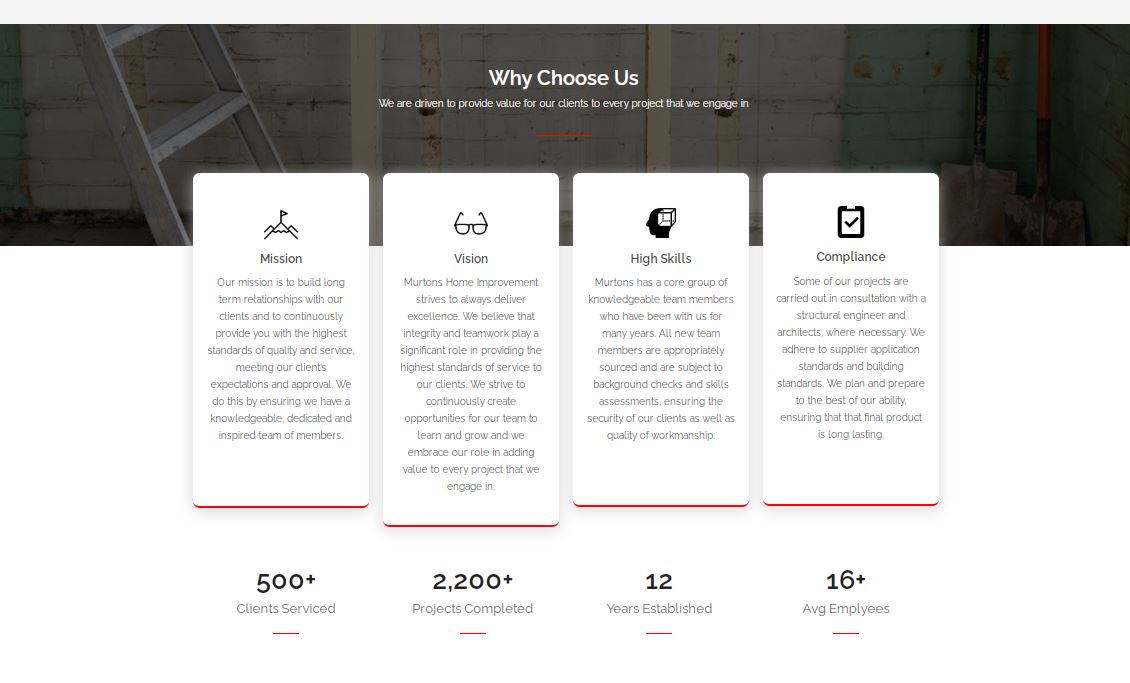 Why Choose Us
We are driven to provide value for our clients to every project that we engage in
Mission
Our mission is to build long
term relationships with our
clients and to continuously
provide you with the highest
standards of quality and service,
meeting our client's
expectations and approval. We
do this by ensuring we have a
knowledgeable, dedicated and
inspired team of members.
Vision
Murtons Home Improvement
strives to always deliver
excellence. We believe that
integrity and teamwork play a
significant role in providing the
highest standards of service to
our clients. We strive to
continuously create
opportunities for our team to
learn and grow and we
embrace our role in adding
value to every project that we
engage in.
High Skills
Murtons has a core group of
knowledgeable team members
who have been with us for
many years. All new team
members are appropriately
sourced and are subject to
background checks and skills
assessments, ensuring the
security of our clients as well as
quality of workmanship.
Compliance
Some of our projects are
carried out in consultation with a
structural engineer and
architects, where necessary. We
adhere to supplier application
standards and building
standards. We plan and prepare
to the best of our ability,
ensuring that that final product
is long lasting.
500+
Clients Serviced
2,200+
Projects Completed
12
Years Established
16+
Avg Emplyees